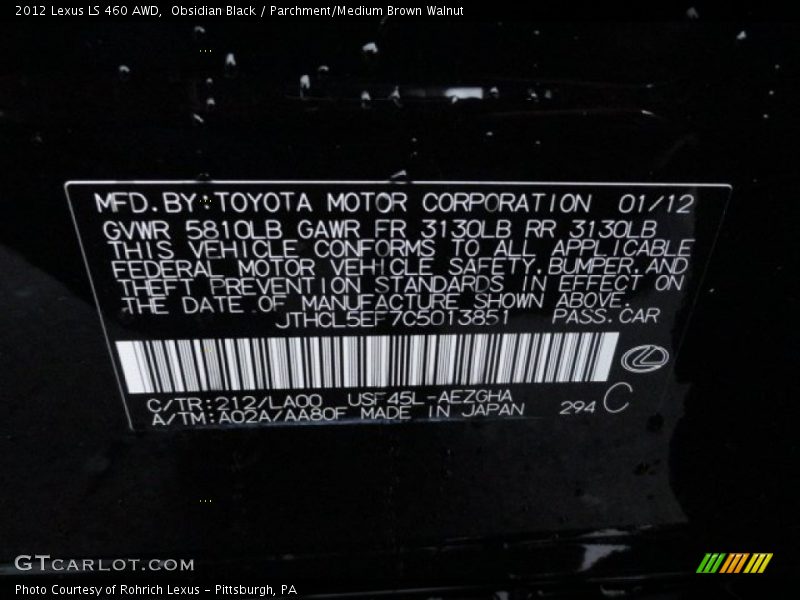 2012 Lexus LS 460 AWD,  Obsidian Black / Parchment/Medium Brown Walnut
MFD.BY:TOYOTA MOTOR CORPORATION 01/12
GVWR 5810LB GAWR FR 3130LB RR 3130LB
THIS VEHICLE CONFORMS TO ALL APPLICABLE
FEDERAL MOTOR VEHICLE SAFETY,BUMPER,AND
THEFT PREVENTION STANDARDS IN EFFECT ON
THE DATE OF MANUFACTURE SHOWN ABOVE.
JTHCL5EF7C5013851 PASS.CAR
C/TR:212/LA00 USF45L-AEZGHA
A/TM:A02A/AA80F MADE IN JAPAN 294 C
GTCARLOT.COM
Photo Courtesy of Rohrich Lexus - Pittsburgh, PA